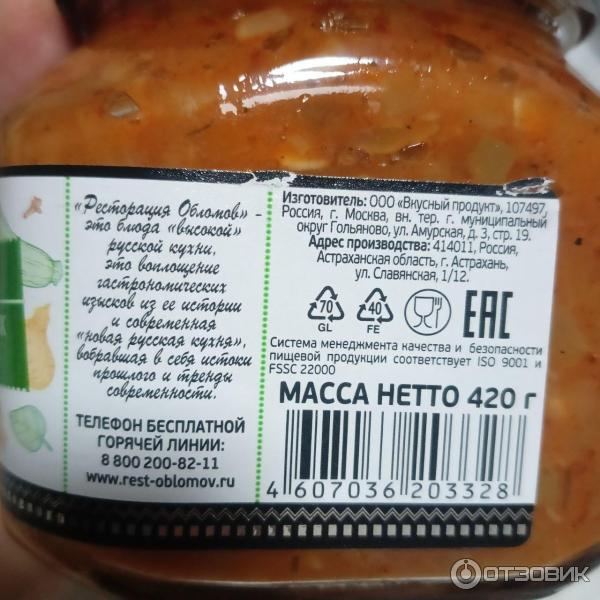 «Ресторация Обломов» -
это блюда «высокой»
русской кухни,
это воплощение
гастрономических
изысков из ее истории
и современная
«новая русская кухня»,
вобравшая в себя истоки
прошлого и тренды
современности.
ТЕЛЕФОН БЕСПЛАТНОЙ
ГОРЯЧЕЙ ЛИНИИ:
8 800 200-82-11
www.rest-oblomov.ru
Изготовитель: ООО «Вкусный продукт», 107497,
Россия, г. Москва, вн. тер. г. муниципальный
округ Гольяново, ул. Амурская, д. 3, стр. 19.
Адрес производства: 414011, Россия,
Астраханская область, г. Астрахань,
ул. Славянская, 1/12.
70 40 EAC
GL FE
Система менеджмента качества и безопасности
пищевой продукции соответствует ISO 9001 и
FSSC 22000
МАССА НЕТТО 420 г
4 607036 203328
ОТЗОВИК